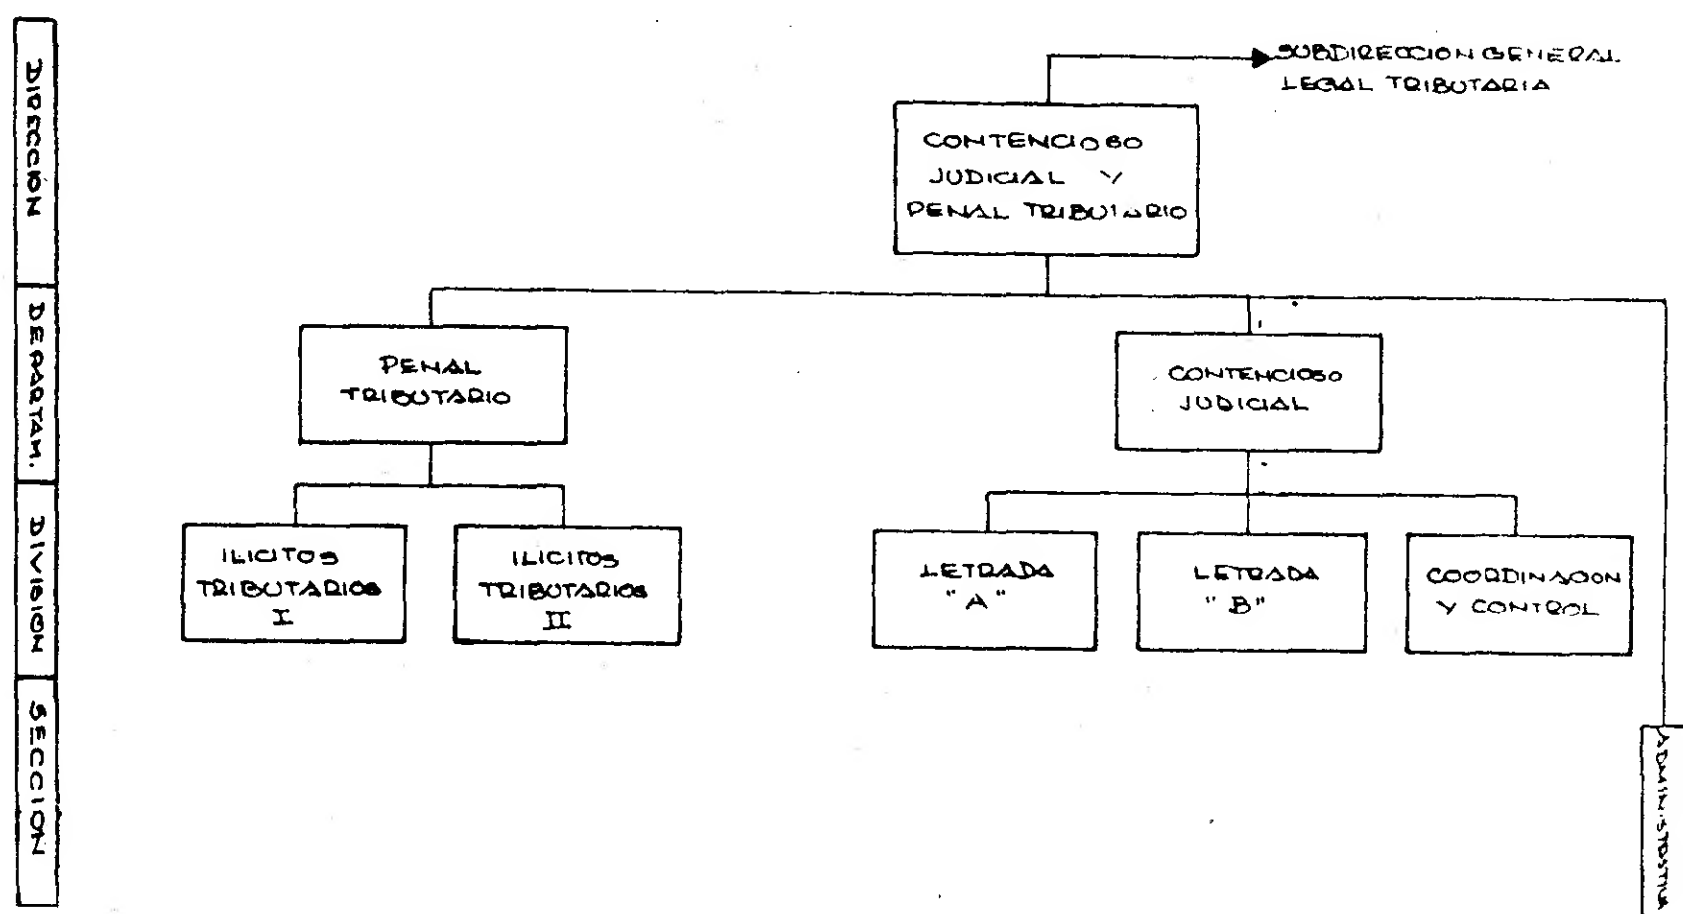 DIRECCION
DEPARTAM.
DIVISION
SECCION
SUBDIRECCION GENERAL
LEGAL TRIBUTARIA
CONTENCIOSO
JUDICIAL Y
PENAL TRIBUTARIO
PENAL
TRIBUTARIO
CONTENCIOSO
JUDICIAL
ILICITOS
TRIBUTARIOS
I
ILICITOS
TRIBUTARIOS
II
LETRADA
"A"
LETRADA
"B"
COORDINACION
Y CONTROL
ADMINISTRATIVA